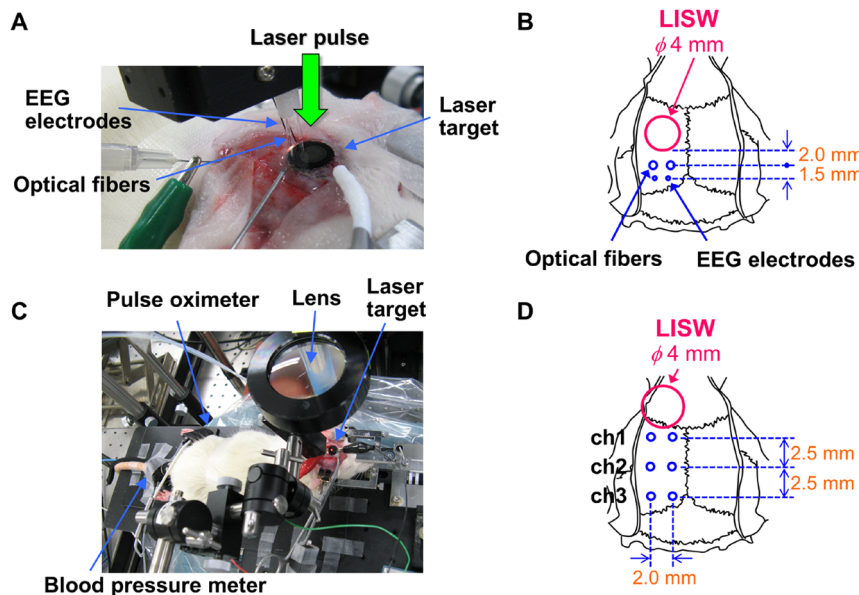 A
Laser pulse
EEG
electrodes
Optical fibers
Laser
target
B
LISW
ϕ 4 mm
2.0 mm
1.5 mm
Optical fibers
EEG electrodes
C
Pulse oximeter
Lens
Laser
target
Blood pressure meter
D
LISW
ϕ 4 mm
ch1
ch2
ch3
2.5 mm
2.5 mm
2.0 mm